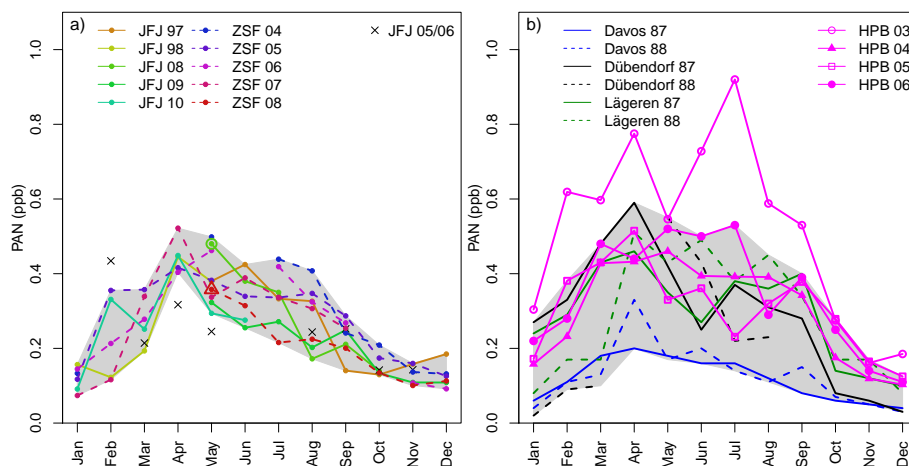 a)
JFJ 97
JFJ 98
JFJ 08
JFJ 09
JFJ 10
ZSF 04
ZSF 05
ZSF 06
ZSF 07
ZSF 08
JFJ 05/06
PAN (ppb)
1.0
0.8
0.6
0.4
0.2
0.0
Jan
Feb
Mar
Apr
May
Jun
Jul
Aug
Sep
Oct
Nov
Dec
b)
Davos 87
Davos 88
Dübendorf 87
Dübendorf 88
Lägeren 87
Lägeren 88
HPB 03
HPB 04
HPB 05
HPB 06
PAN (ppb)
1.0
0.8
0.6
0.4
0.2
0.0
Jan
Feb
Mar
Apr
May
Jun
Jul
Aug
Sep
Oct
Nov
Dec